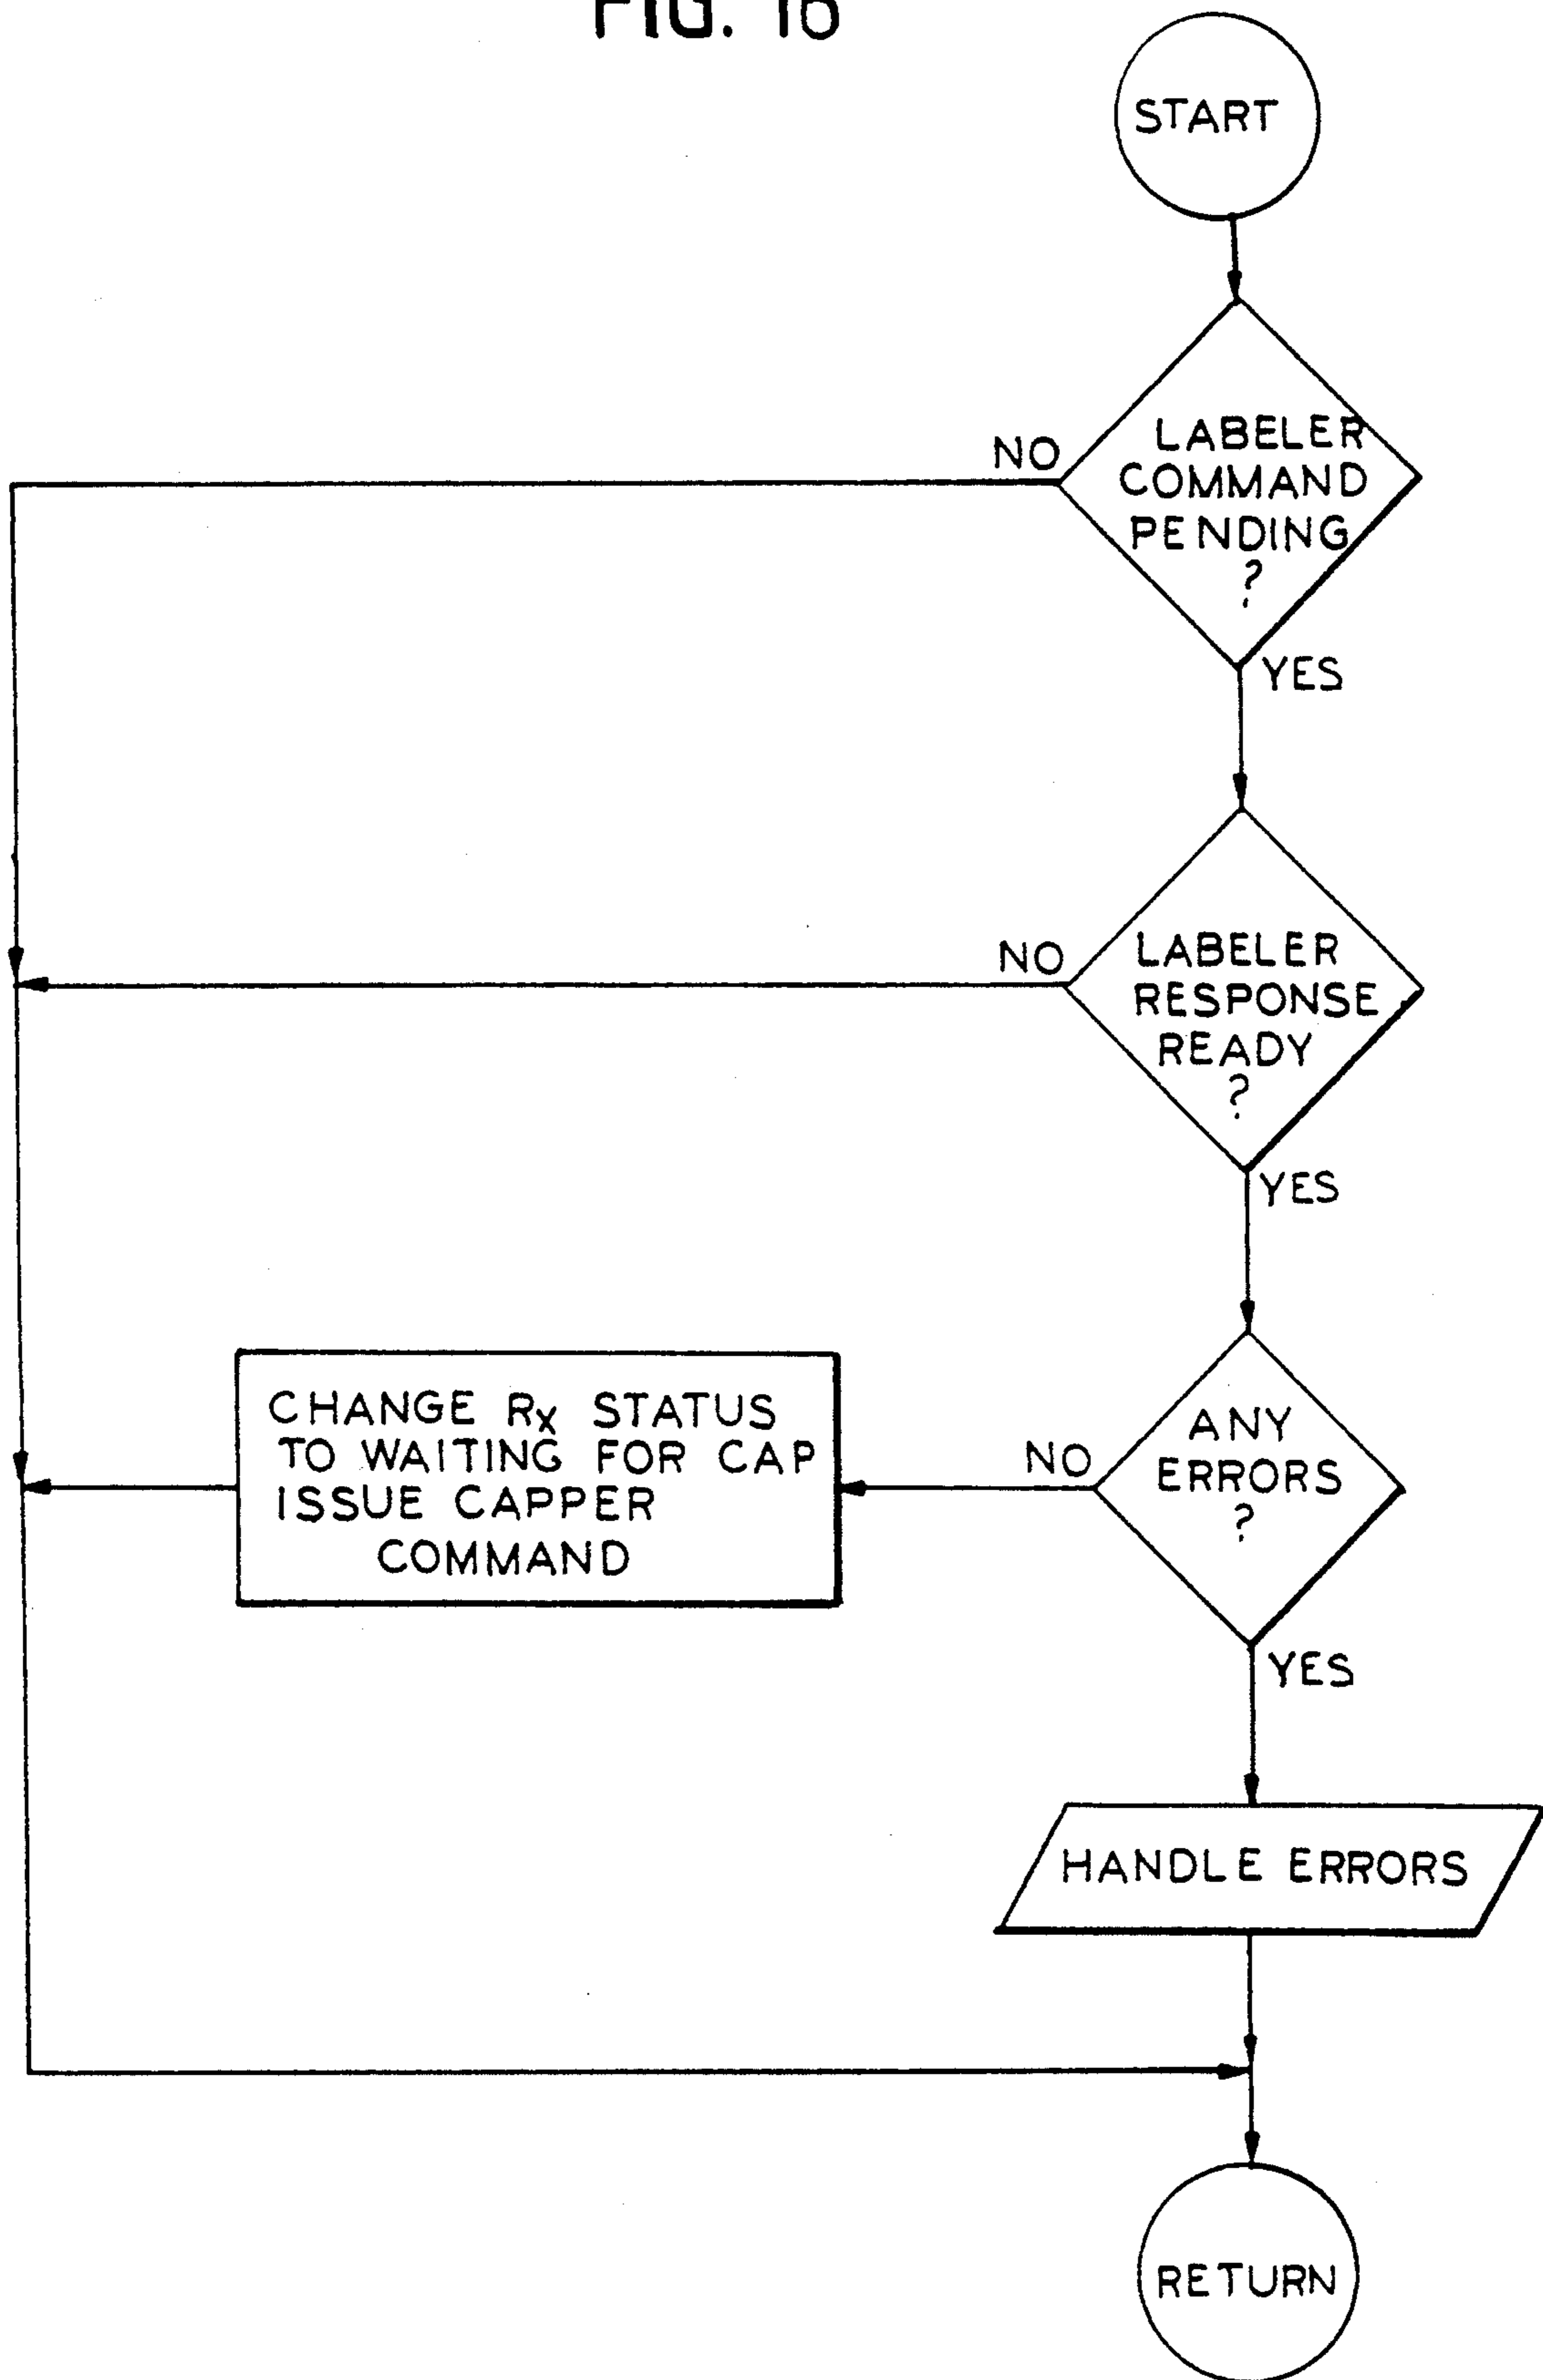 FIG. 16
START
LABELER
COMMAND
PENDING
?
NO
YES
LABELER
RESPONSE
READY
?
NO
YES
ANY
ERRORS
?
NO
CHANGE Rx STATUS
TO WAITING FOR CAP
ISSUE CAPPER
COMMAND
YES
HANDLE ERRORS
RETURN